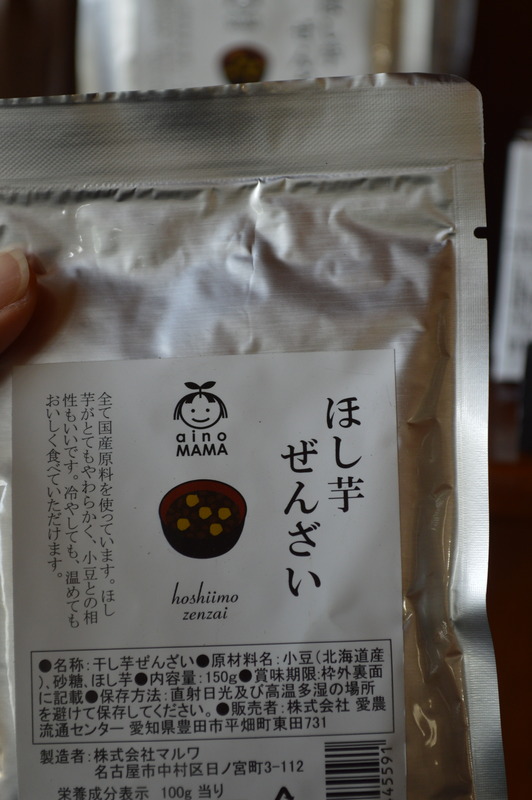 ほし芋
ぜんざい
aino
MAMA
hoshiimo
zenzai
全て国産原料を使っています。ほし
芋がとてもやわらかく、小豆との相
性もいいです。冷やしても、温めても
おいしく食べていただけます。
●名称:干し芋ぜんざい●原材料名:小豆(北海道産
)、砂糖、ほし芋●内容量:150g●賞味期限:枠外裏面
に記載●保存方法:直射日光及び高温多湿の場所
を避けて保存してください。●販売者:株式会社 愛農
流通センター 愛知県豊田市平畑町東田731
製造者:株式会社マルワ
名古屋市中村区日ノ宮町3-112
栄養成分表示 100g 当り
45591